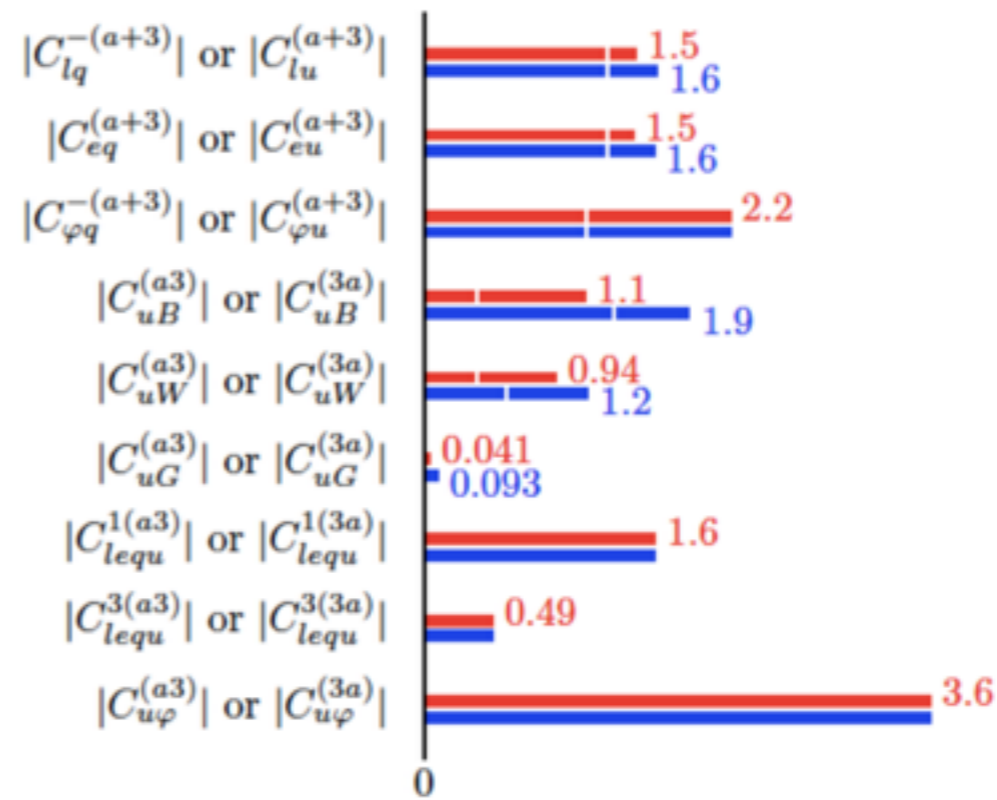 |C_{lq}^{-(a+3)}| or |C_{lu}^{(a+3)}| 1.5
1.6
|C_{eq}^{(a+3)}| or |C_{eu}^{(a+3)}| 1.5
1.6
|C_{φq}^{-(a+3)}| or |C_{φu}^{(a+3)}| 2.2
|C_{uB}^{(a3)}| or |C_{uB}^{(3a)}| 1.1
1.9
|C_{uW}^{(a3)}| or |C_{uW}^{(3a)}| 0.94
1.2
|C_{uG}^{(a3)}| or |C_{uG}^{(3a)}| 0.041
0.093
|C_{lequ}^{1(a3)}| or |C_{lequ}^{1(3a)}| 1.6
|C_{lequ}^{3(a3)}| or |C_{lequ}^{3(3a)}| 0.49
|C_{uφ}^{(a3)}| or |C_{uφ}^{(3a)}| 3.6
0